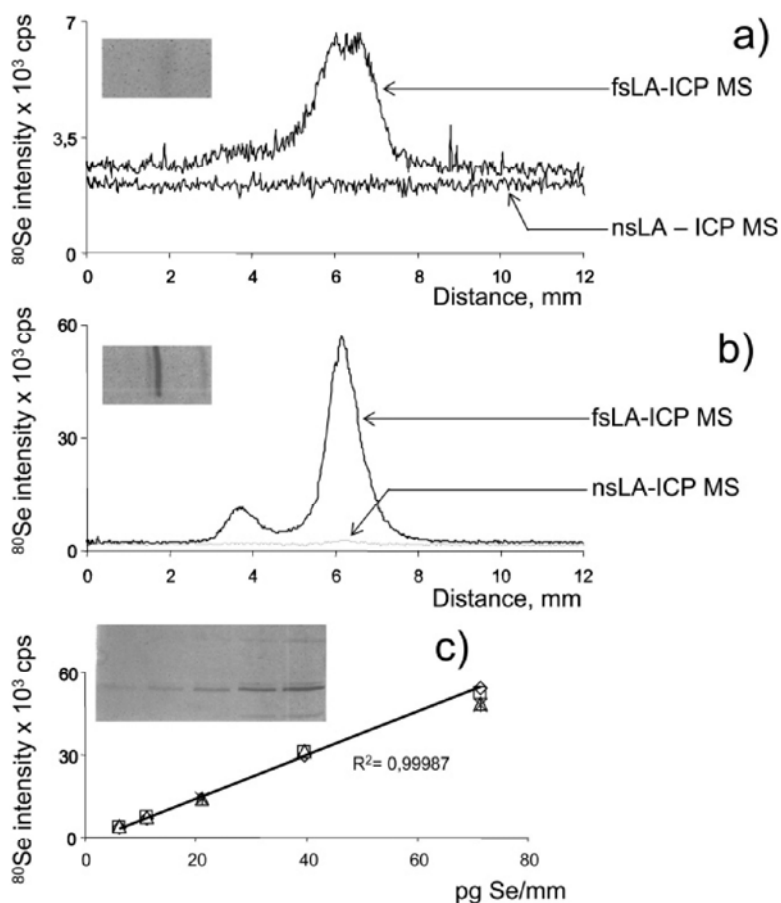 7
a)
fsLA-ICP MS
3,5
nsLA – ICP MS
0
0 2 4 6 8 10 12
Distance, mm
⁸⁰Se intensity x 10³ cps
60
b)
fsLA-ICP MS
30
nsLA-ICP MS
0
0 2 4 6 8 10 12
Distance, mm
⁸⁰Se intensity x 10³ cps
c)
60
30
R²= 0,99987
0
0 20 40 60 80
pg Se/mm
⁸⁰Se intensity x 10³ cps